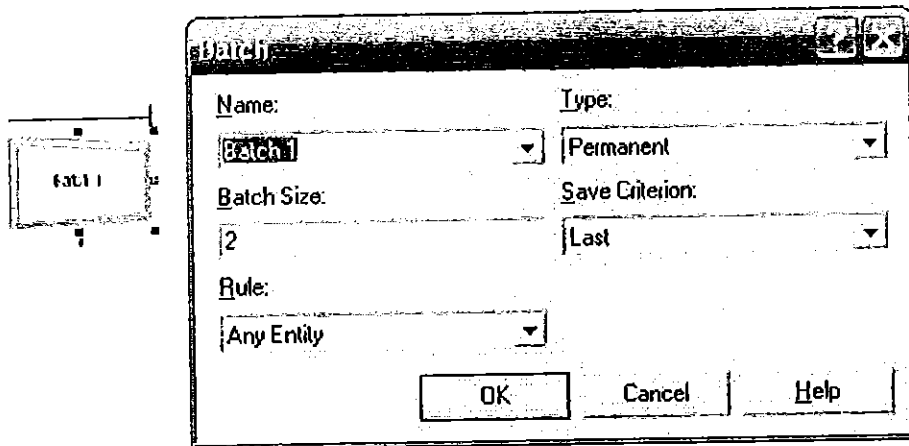 Batch
Name:
Type:
Batch 1
Permanent
Batch 1
Batch Size:
Save Criterion:
2
Last
Rule:
Any Entity
OK
Cancel
Help